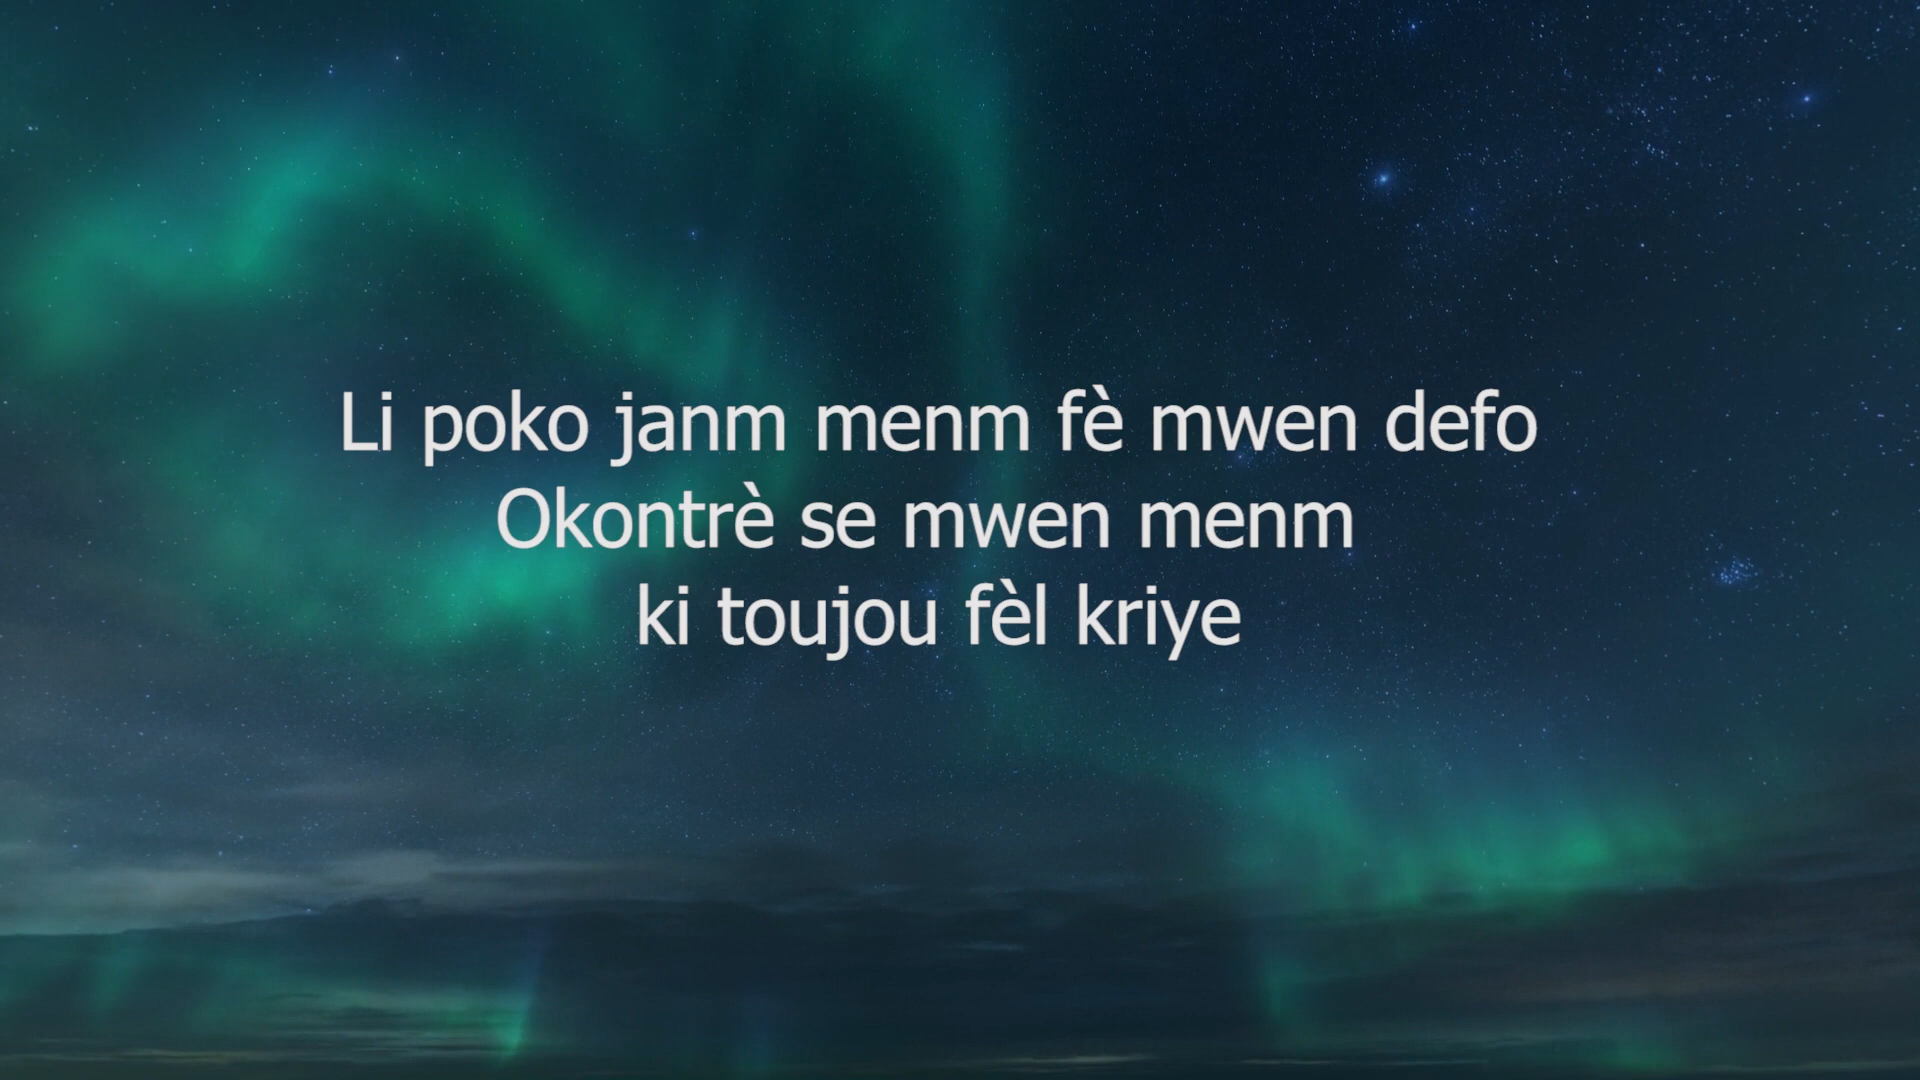 Li poko janm menm fè mwen defo
Okontrè se mwen menm
ki toujou fèl kriye